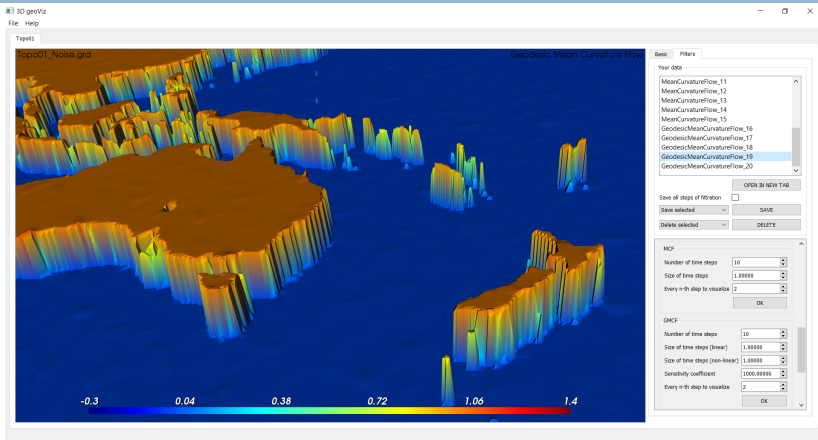 3D geoViz
File Help
Topo01
Topo01_Noise.grd
Geodesic Mean Curvature Flow
-0.3 0.04 0.38 0.72 1.06 1.4
Basic Filters
Your data
MeanCurvatureFlow_11
MeanCurvatureFlow_12
MeanCurvatureFlow_13
MeanCurvatureFlow_14
MeanCurvatureFlow_15
GeodesicMeanCurvatureFlow_16
GeodesicMeanCurvatureFlow_17
GeodesicMeanCurvatureFlow_18
GeodesicMeanCurvatureFlow_19
GeodesicMeanCurvatureFlow_20
OPEN IN NEW TAB
Save all steps of filtration
Save selected SAVE
Delete selected DELETE
MCF
Number of time steps 10
Size of time steps 1.00000
Every n-th step to visualize 2
OK
GMCF
Number of time steps 10
Size of time steps (linear) 1.00000
Size of time steps (non-linear) 1.00000
Sensitivity coefficient 1000.00000
Every n-th step to visualize 2
OK